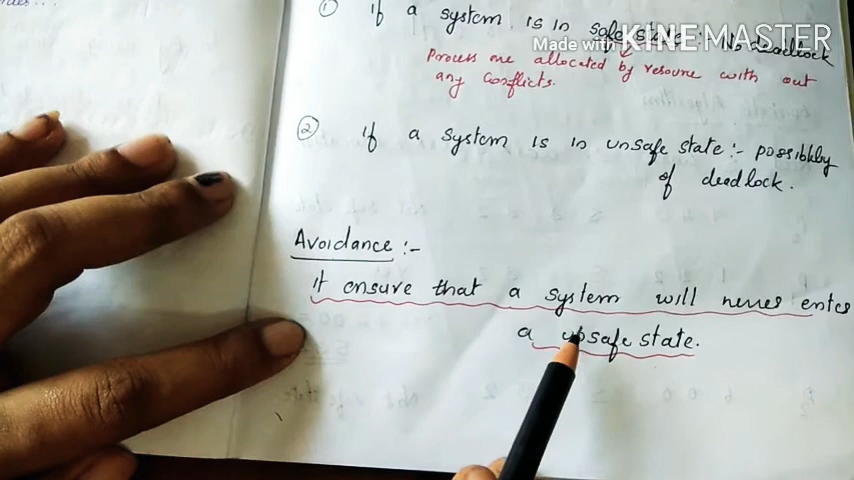 ① if a system is in safe state No deadlock
Made with KINEMASTER
Process are allocated by resource with out
any conflicts.
② if a system is in unsafe state:- possiblily
of deadlock.
Avoidance:-
it ensure that a system will never enter
a unsafe state.